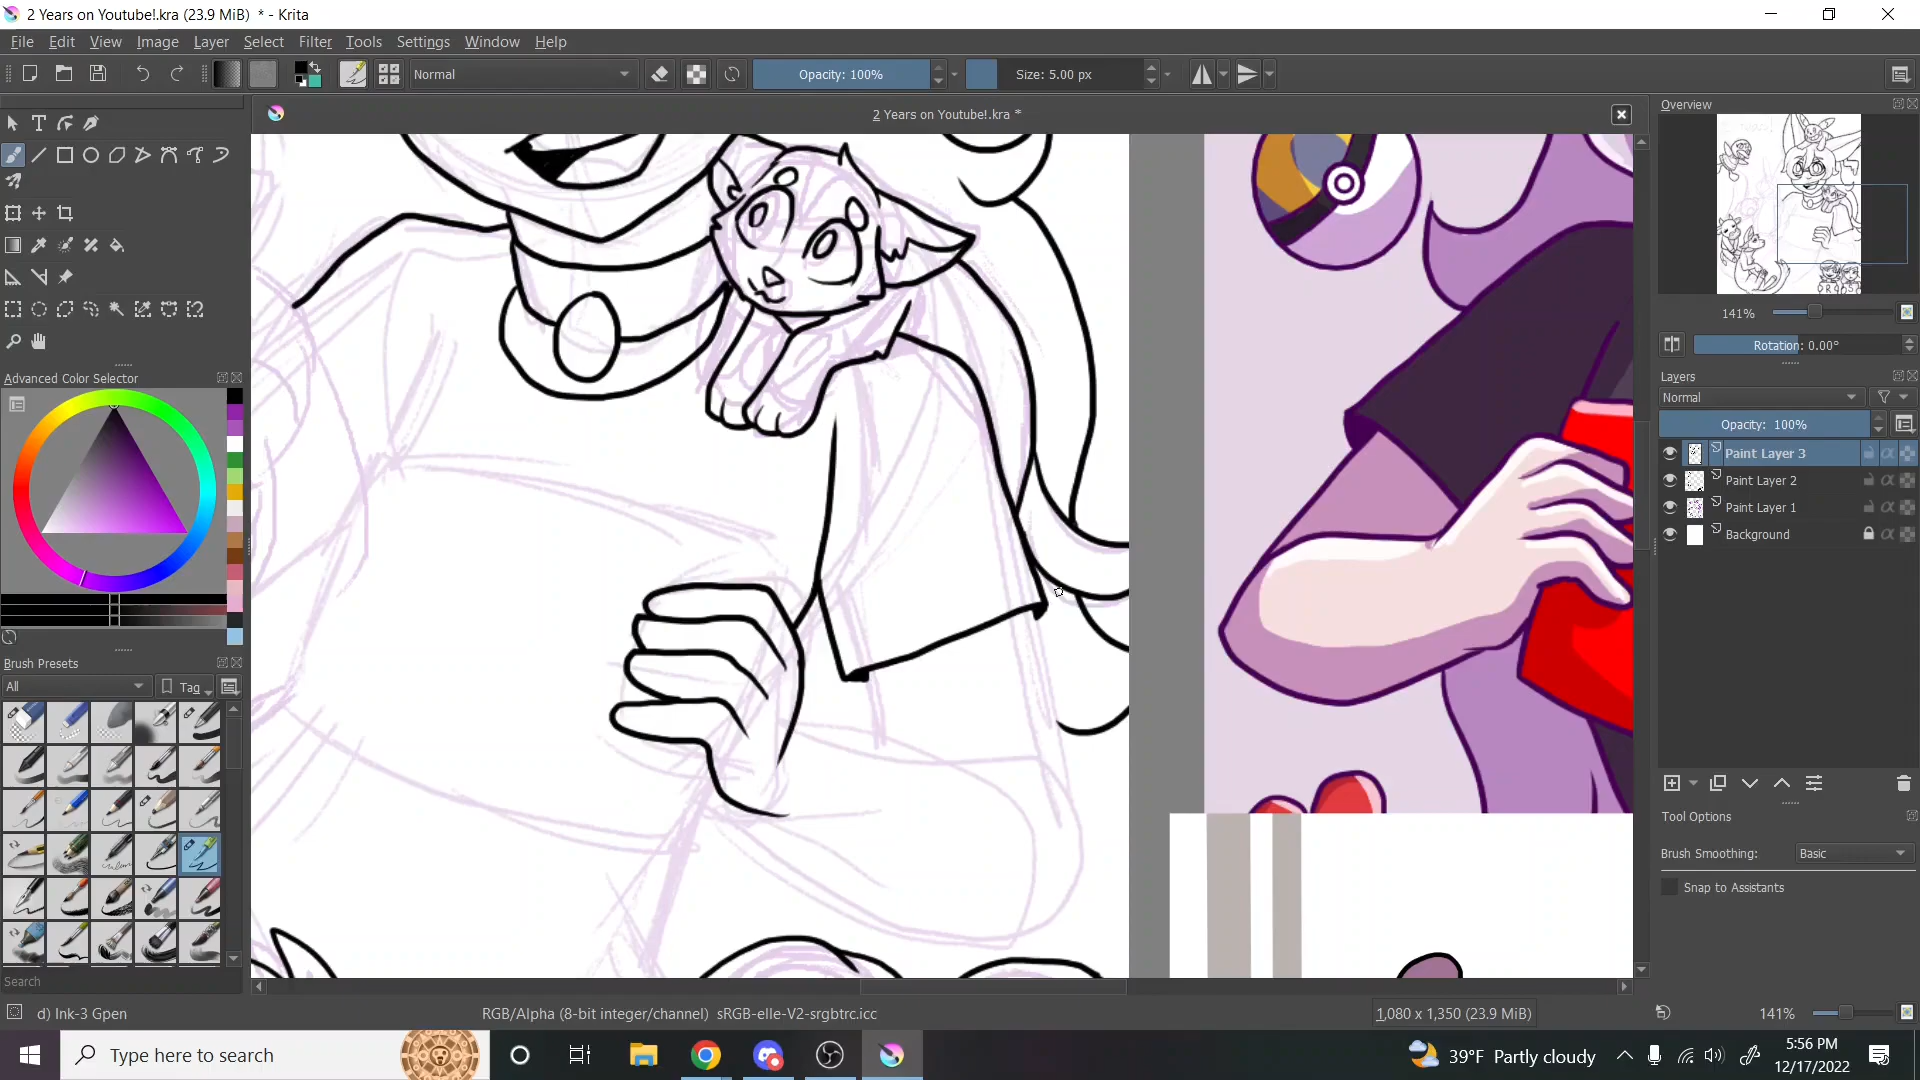 2 Years on Youtube!.kra (23.9 MiB)  * - Krita
File Edit View Image Layer Select Filter Tools Settings Window Help
Normal
Opacity: 100%
Size: 5.00 px
2 Years on Youtube!.kra *
Overview
141%
Rotation: 0.00°
Advanced Color Selector
Layers
Normal
Opacity: 100%
Paint Layer 3
Paint Layer 2
Paint Layer 1
Background
Brush Presets
All
Tag
Tool Options
Brush Smoothing: Basic
Snap to Assistants
Search
d) Ink-3 Gpen
RGB/Alpha (8-bit integer/channel) sRGB-elle-V2-srgbtrc.icc
1,080 x 1,350 (23.9 MiB)
141%
Type here to search
39°F Partly cloudy
5:56 PM
12/17/2022